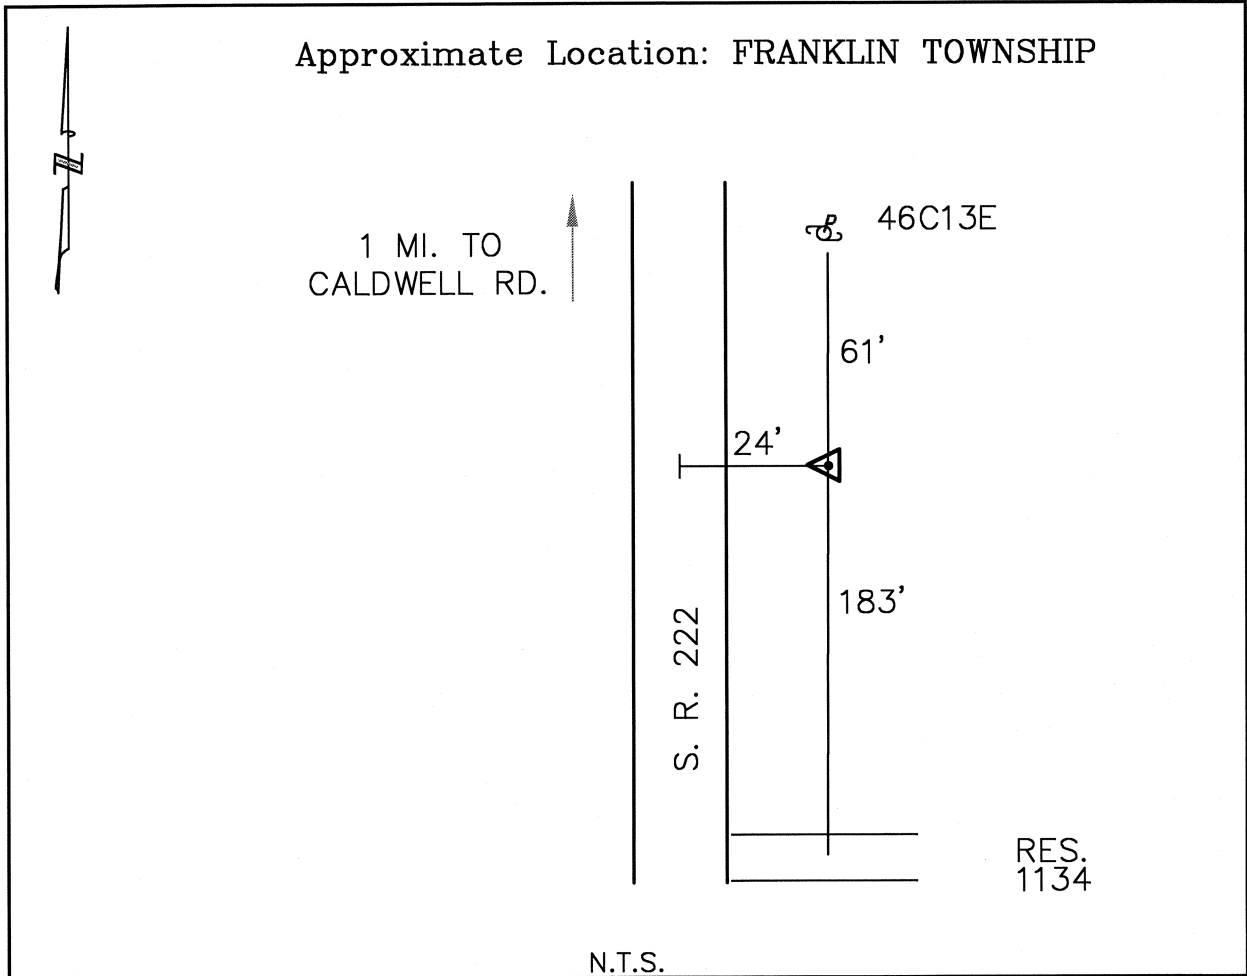 Approximate Location: FRANKLIN TOWNSHIP
N
1 MI. TO
CALDWELL RD.
P
46C13E
61'
24'
183'
S. R. 222
RES.
1134
N.T.S.